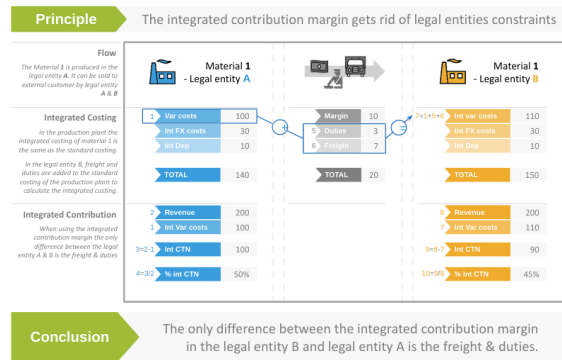 Principle
The integrated contribution margin gets rid of legal entities constraints
Flow
The Material 1 is produced in the
legal entity A. It can be sald to
external customer by legal entity
A & B
Material 1
- Legal entity A
Material 1
- Legal entity B
Integrated Costing
In the production plant the
integrated costing of material 1 is
the same as the standard costing.
In the legal entity B, freight and
duties are added to the standard
costing of the production plant to
calculate the integrated costing.
1 Var costs 100
Int FX costs 30
Int Dep 10
TOTAL 140
+
Margin 10
5 Duties 3
6 Freight 7
TOTAL 20
=
7=1+5+6 Int var costs 110
Int FX costs 30
Int Dep 10
TOTAL 150
Integrated Contribution
When using the integrated
contribution margin the only
difference between the legal
entity A & B is the freight & duties
2 Revenue 200
1 Int Var costs 100
3=2-1 Int CTN 100
4=3/2 % int CTN 50%
8 Revenue 200
7 Int Var costs 110
9=8-7 Int CTN 90
10=9/8 % int CTN 45%
Conclusion
The only difference between the integrated contribution margin
in the legal entity B and legal entity A is the freight & duties.